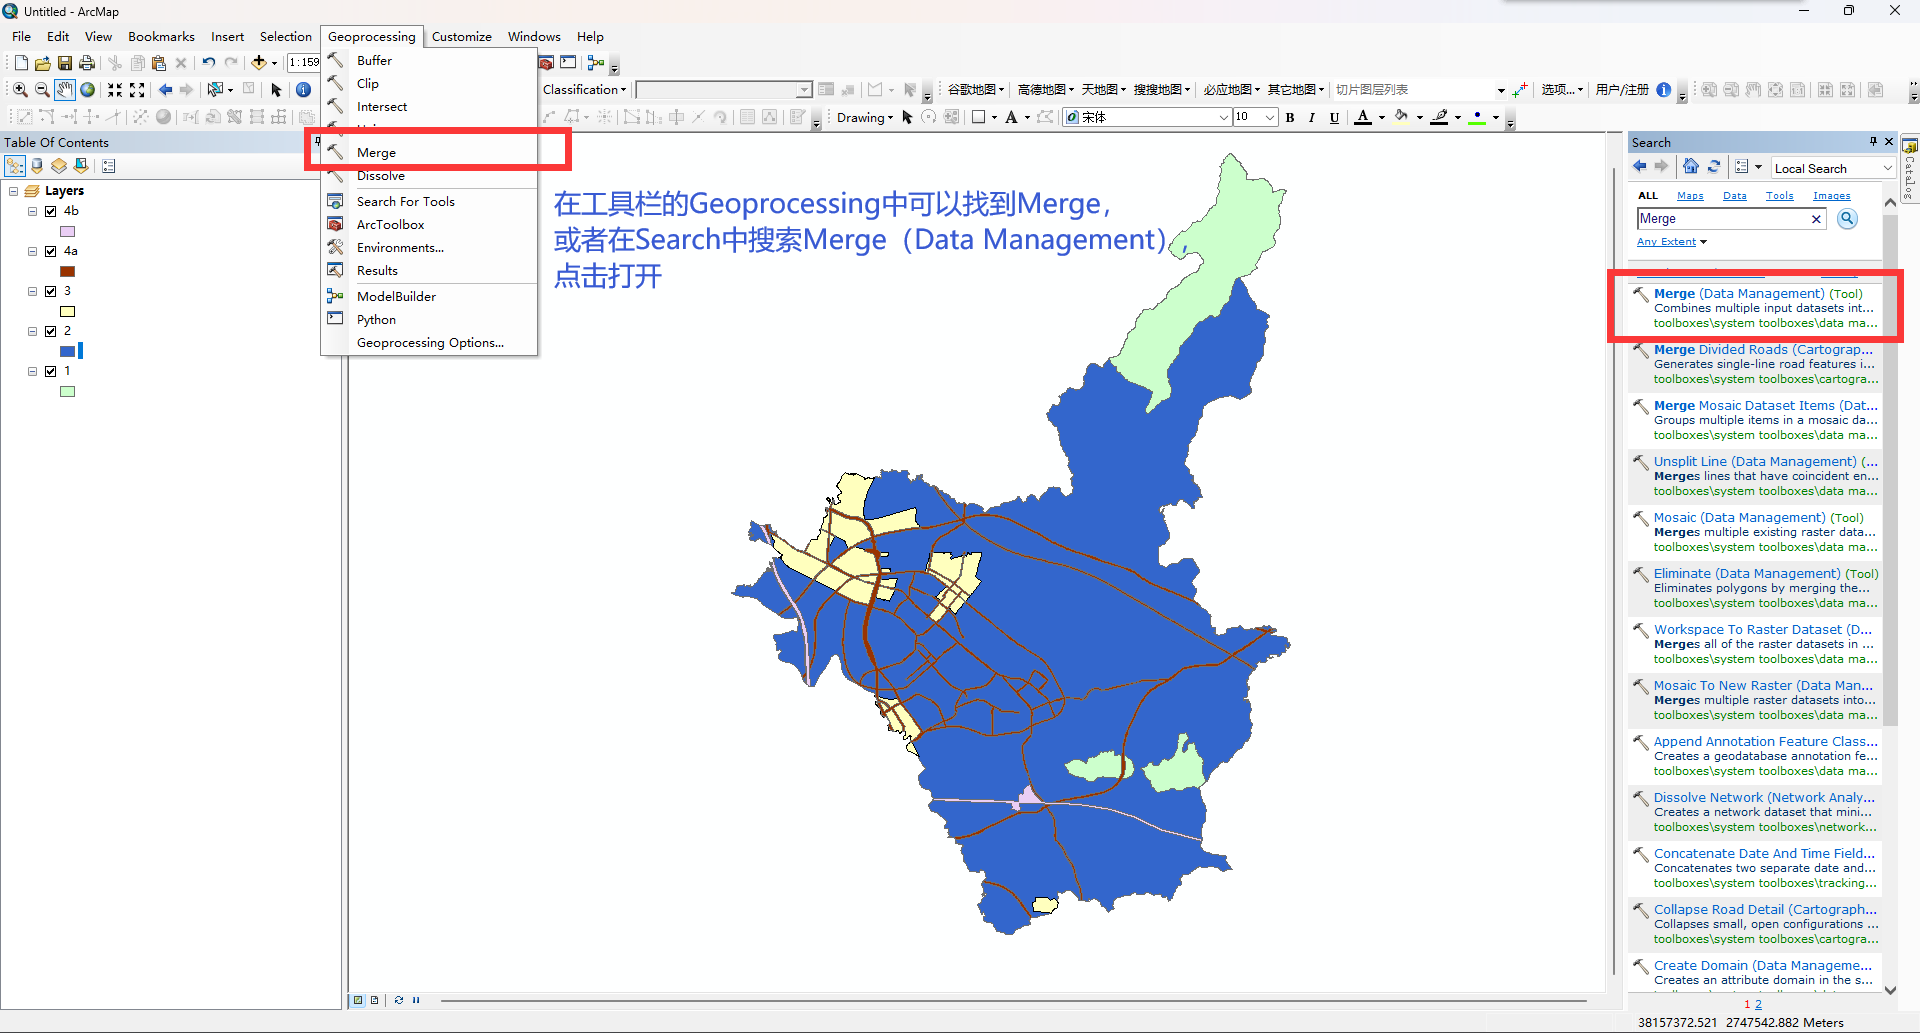 Untitled - ArcMap
File Edit View Bookmarks Insert Selection Geoprocessing Customize Windows Help
1:159
Classification
谷歌地图 高德地图 天地图 搜搜地图 必应地图 其它地图 切片图层列表 选项... 用户/注册
Drawing 宋体 10 B I U A
Buffer
Clip
Intersect
Merge
Dissolve
Search For Tools
ArcToolbox
Environments...
Results
ModelBuilder
Python
Geoprocessing Options...
Table Of Contents
Layers
4b
4a
3
2
1
在工具栏的Geoprocessing中可以找到Merge，
或者在Search中搜索Merge（Data Management），
点击打开
Search
Local Search
ALL Maps Data Tools Images
Merge
Any Extent
Merge (Data Management) (Tool)
Combines multiple input datasets int...
toolboxes\system toolboxes\data ma...
Merge Divided Roads (Cartograp...
Generates single-line road features i...
toolboxes\system toolboxes\cartogra...
Merge Mosaic Dataset Items (Dat...
Groups multiple items in a mosaic da...
toolboxes\system toolboxes\data ma...
Unsplit Line (Data Management) (...
Merges lines that have coincident en...
toolboxes\system toolboxes\data ma...
Mosaic (Data Management) (Tool)
Merges multiple existing raster data...
toolboxes\system toolboxes\data ma...
Eliminate (Data Management) (Tool)
Eliminates polygons by merging the...
toolboxes\system toolboxes\data ma...
Workspace To Raster Dataset (D...
Merges all of the raster datasets in ...
toolboxes\system toolboxes\data ma...
Mosaic To New Raster (Data Man...
Merges multiple raster datasets into...
toolboxes\system toolboxes\data ma...
Append Annotation Feature Class...
Creates a geodatabase annotation fe...
toolboxes\system toolboxes\data ma...
Dissolve Network (Network Analy...
Creates a network dataset that mini...
toolboxes\system toolboxes\network...
Concatenate Date And Time Field...
Concatenates two separate date and...
toolboxes\system toolboxes\tracking...
Collapse Road Detail (Cartograph...
Collapses small, open configurations ...
toolboxes\system toolboxes\cartogra...
Create Domain (Data Manageme...
Creates an attribute domain in the s...
1 2
Catalog
38157372.521 2747542.882 Meters